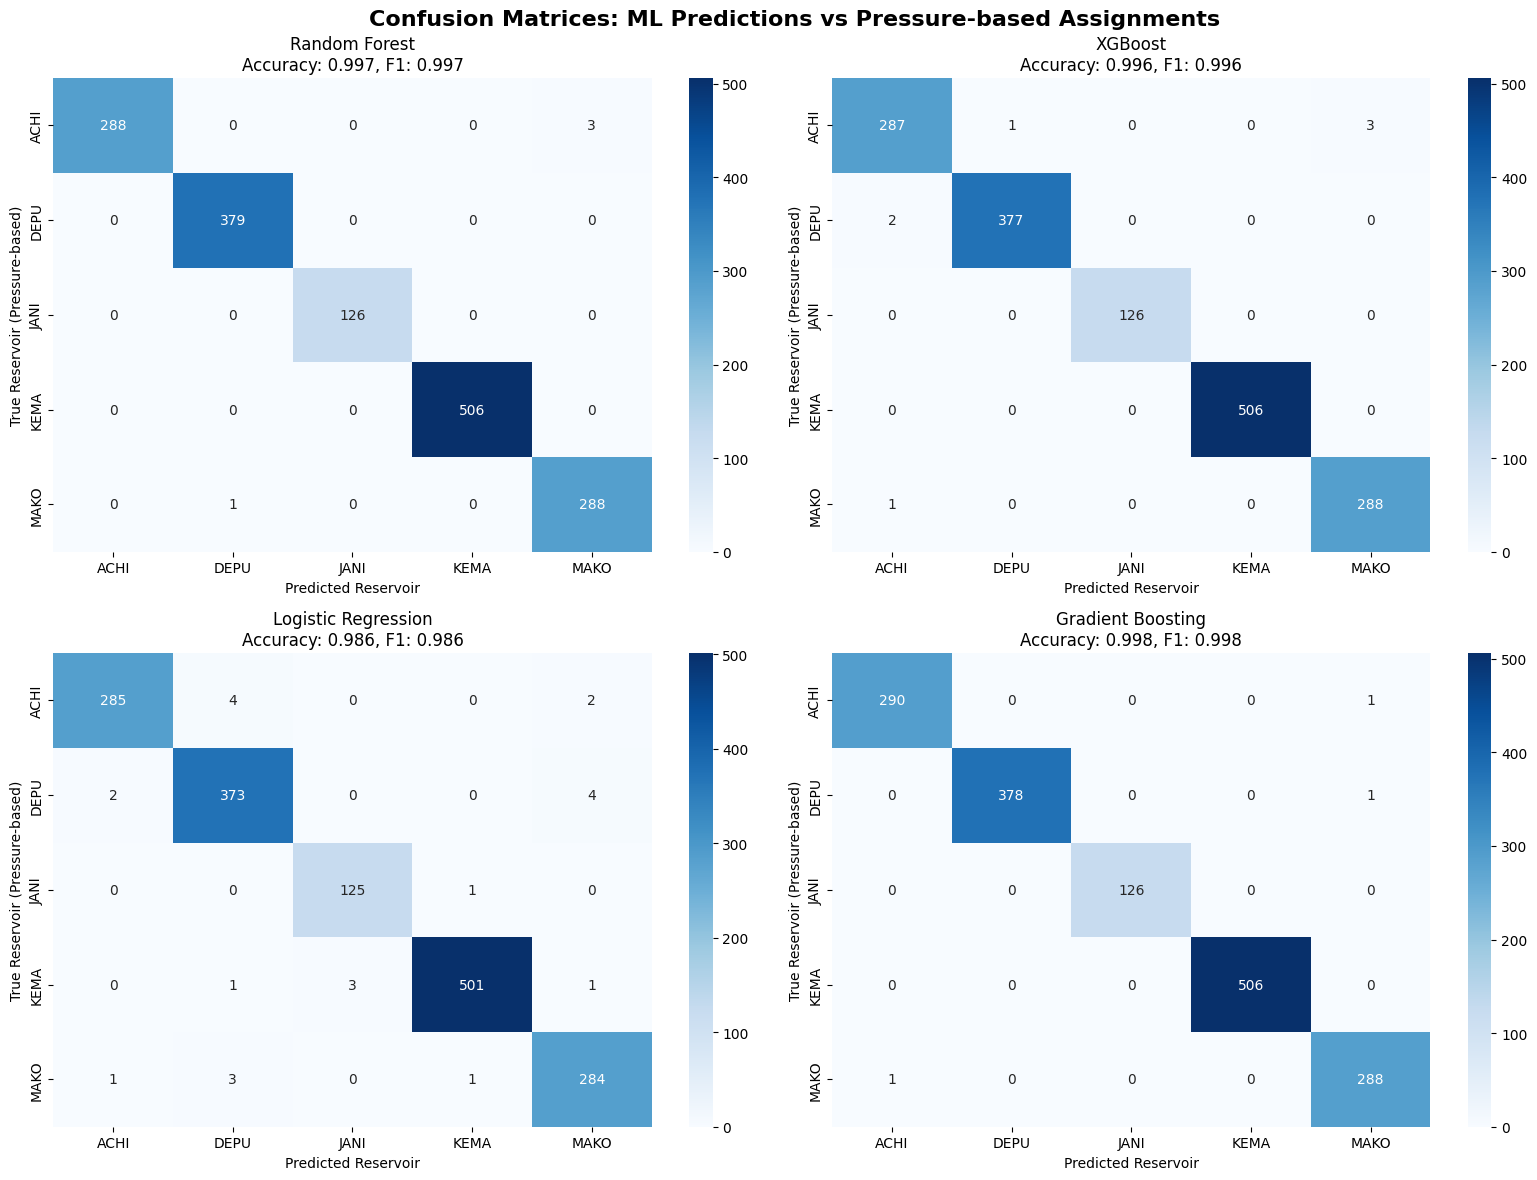 Confusion Matrices: ML Predictions vs Pressure-based Assignments
Random Forest
Accuracy: 0.997, F1: 0.997
True Reservoir (Pressure-based)
ACHI 288 0 0 0 3
DEPU 0 379 0 0 0
JANI 0 0 126 0 0
KEMA 0 0 0 506 0
MAKO 0 1 0 0 288
ACHI DEPU JANI KEMA MAKO
Predicted Reservoir
500
400
300
200
100
0
XGBoost
Accuracy: 0.996, F1: 0.996
True Reservoir (Pressure-based)
ACHI 287 1 0 0 3
DEPU 2 377 0 0 0
JANI 0 0 126 0 0
KEMA 0 0 0 506 0
MAKO 1 0 0 0 288
ACHI DEPU JANI KEMA MAKO
Predicted Reservoir
500
400
300
200
100
0
Logistic Regression
Accuracy: 0.986, F1: 0.986
True Reservoir (Pressure-based)
ACHI 285 4 0 0 2
DEPU 2 373 0 0 4
JANI 0 0 125 1 0
KEMA 0 1 3 501 1
MAKO 1 3 0 1 284
ACHI DEPU JANI KEMA MAKO
Predicted Reservoir
500
400
300
200
100
0
Gradient Boosting
Accuracy: 0.998, F1: 0.998
True Reservoir (Pressure-based)
ACHI 290 0 0 0 1
DEPU 0 378 0 0 1
JANI 0 0 126 0 0
KEMA 0 0 0 506 0
MAKO 1 0 0 0 288
ACHI DEPU JANI KEMA MAKO
Predicted Reservoir
500
400
300
200
100
0